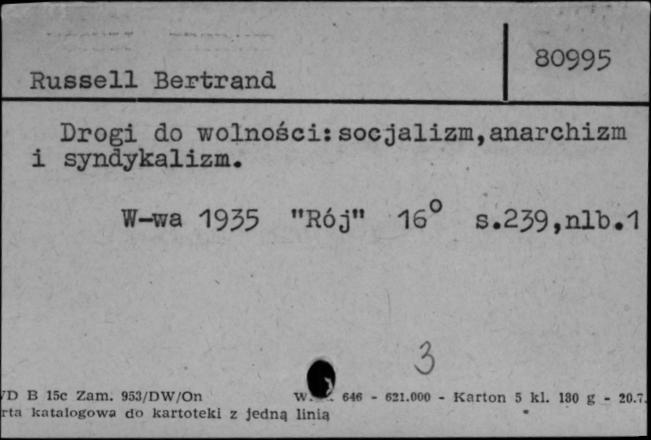 80995
Russell Bertrand
Drogi do wolności:socjalizm,anarchizm
i syndykalizm.
W-wa 1935 "Rój" 16° s.239,nlb.1
3
/D B 15c Zam. 953/DW/On W. 646 - 621.000 - Karton 5 kl. 180 g - 20.7.
rta katalogowa do kartoteki z jedną linią